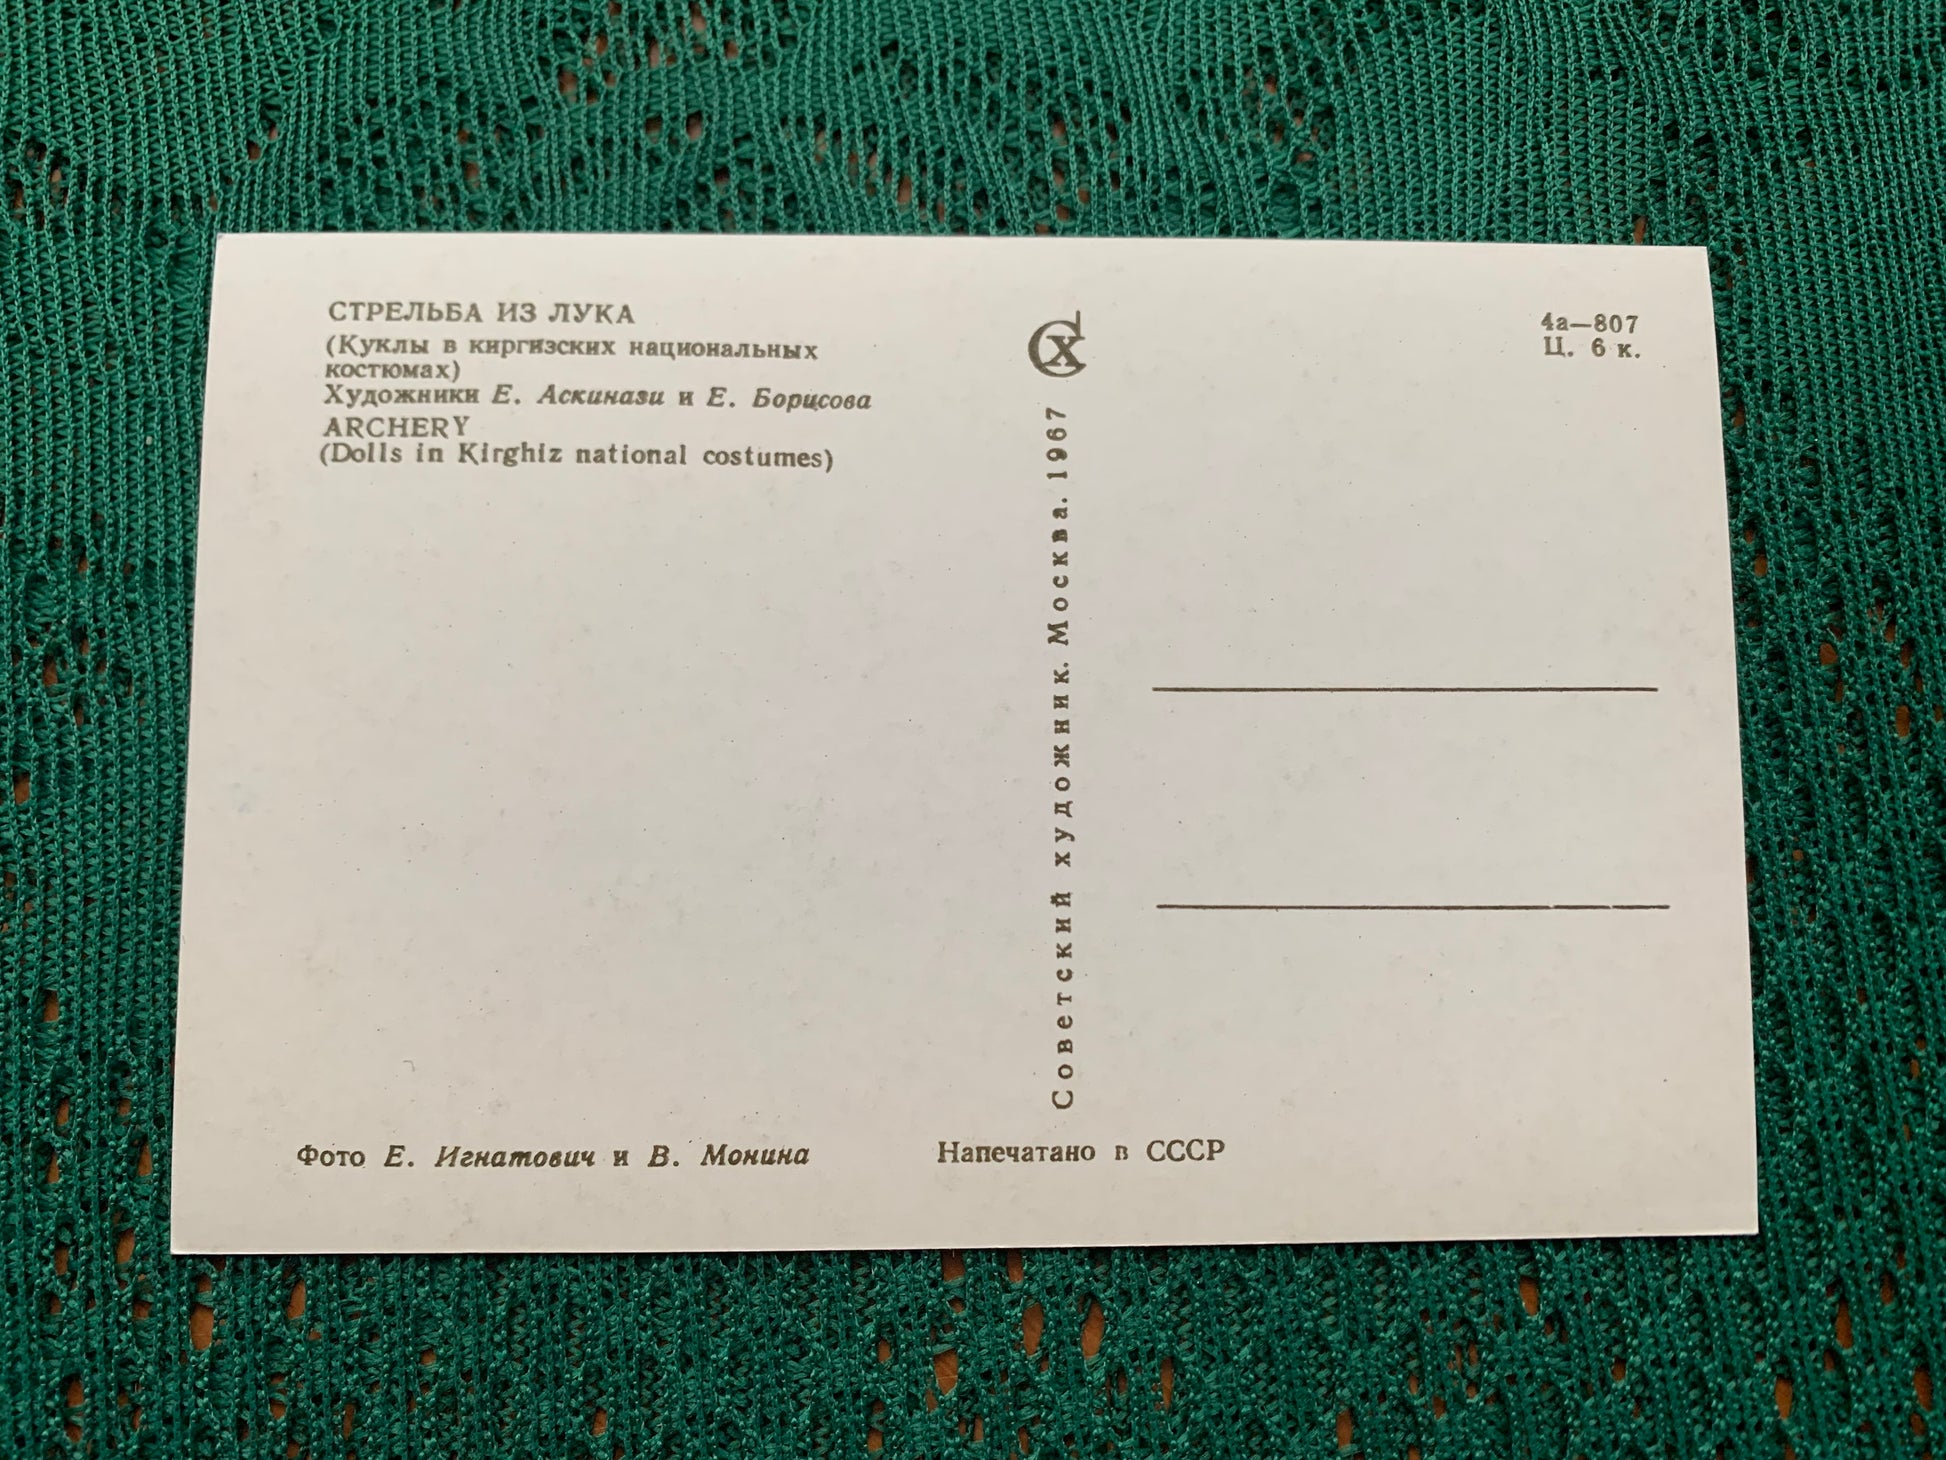 СТРЕЛЬБА ИЗ ЛУКА
(Куклы в киргизских национальных
костюмах)
Художники Е. Аскинази и Е. Борисова
ARCHERY
(Dolls in Kirghiz national costumes)
Фото Е. Игнатович и В. Монина
СХ
Советский художник. Москва. 1967
Напечатано в СССР
4а—807
Ц. 6 к.